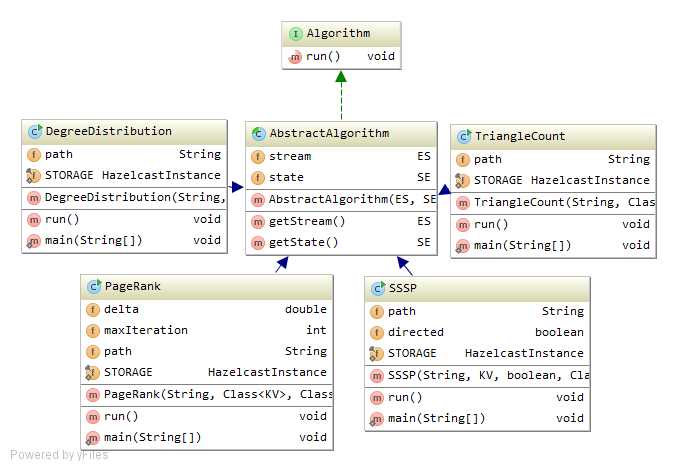 Algorithm
run() void
DegreeDistribution
path String
STORAGE HazelcastInstance
DegreeDistribution(String,
run() void
main(String[]) void
AbstractAlgorithm
stream ES
state SE
AbstractAlgorithm(ES, SE
getStream() ES
getState() SE
TriangleCount
path String
STORAGE HazelcastInstance
TriangleCount(String, Clas
run() void
main(String[]) void
PageRank
delta double
maxIteration int
path String
STORAGE HazelcastInstance
PageRank(String, Class<KV>, Class
run() void
main(String[]) void
SSSP
path String
directed boolean
STORAGE HazelcastInstance
SSSP(String, KV, boolean, Cla
run() void
main(String[]) void
Powered by yFiles